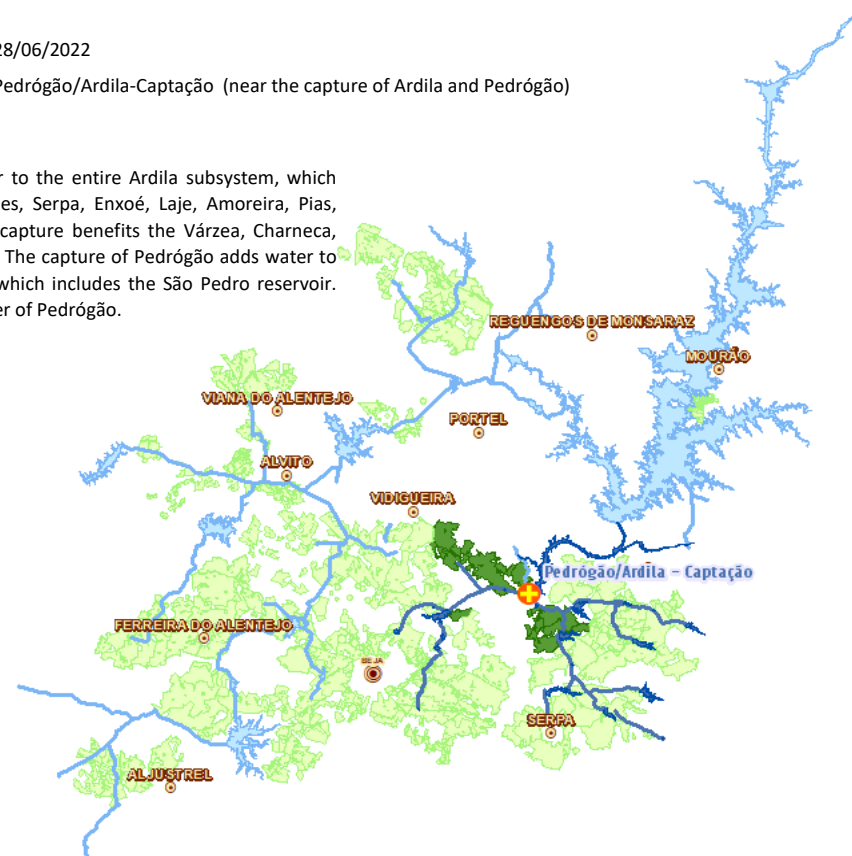 28/06/2022
Pedrógão/Ardila-Captação (near the capture of Ardila and Pedrógão)
to the entire Ardila subsystem, which
Serpa, Enxoé, Laje, Amoreira, Pias,
capture benefits the Várzea, Charneca,
The capture of Pedrógão adds water to
which includes the São Pedro reservoir.
of Pedrógão.
REGUENGOS DE MONSARAZ
MOURÃO
VIANA DO ALENTEJO
PORTEL
ALVITO
VIDIGUEIRA
Pedrógão/Ardila - Captação
FERREIRA DO ALENTEJO
BEJA
SERPA
ALJUSTREL